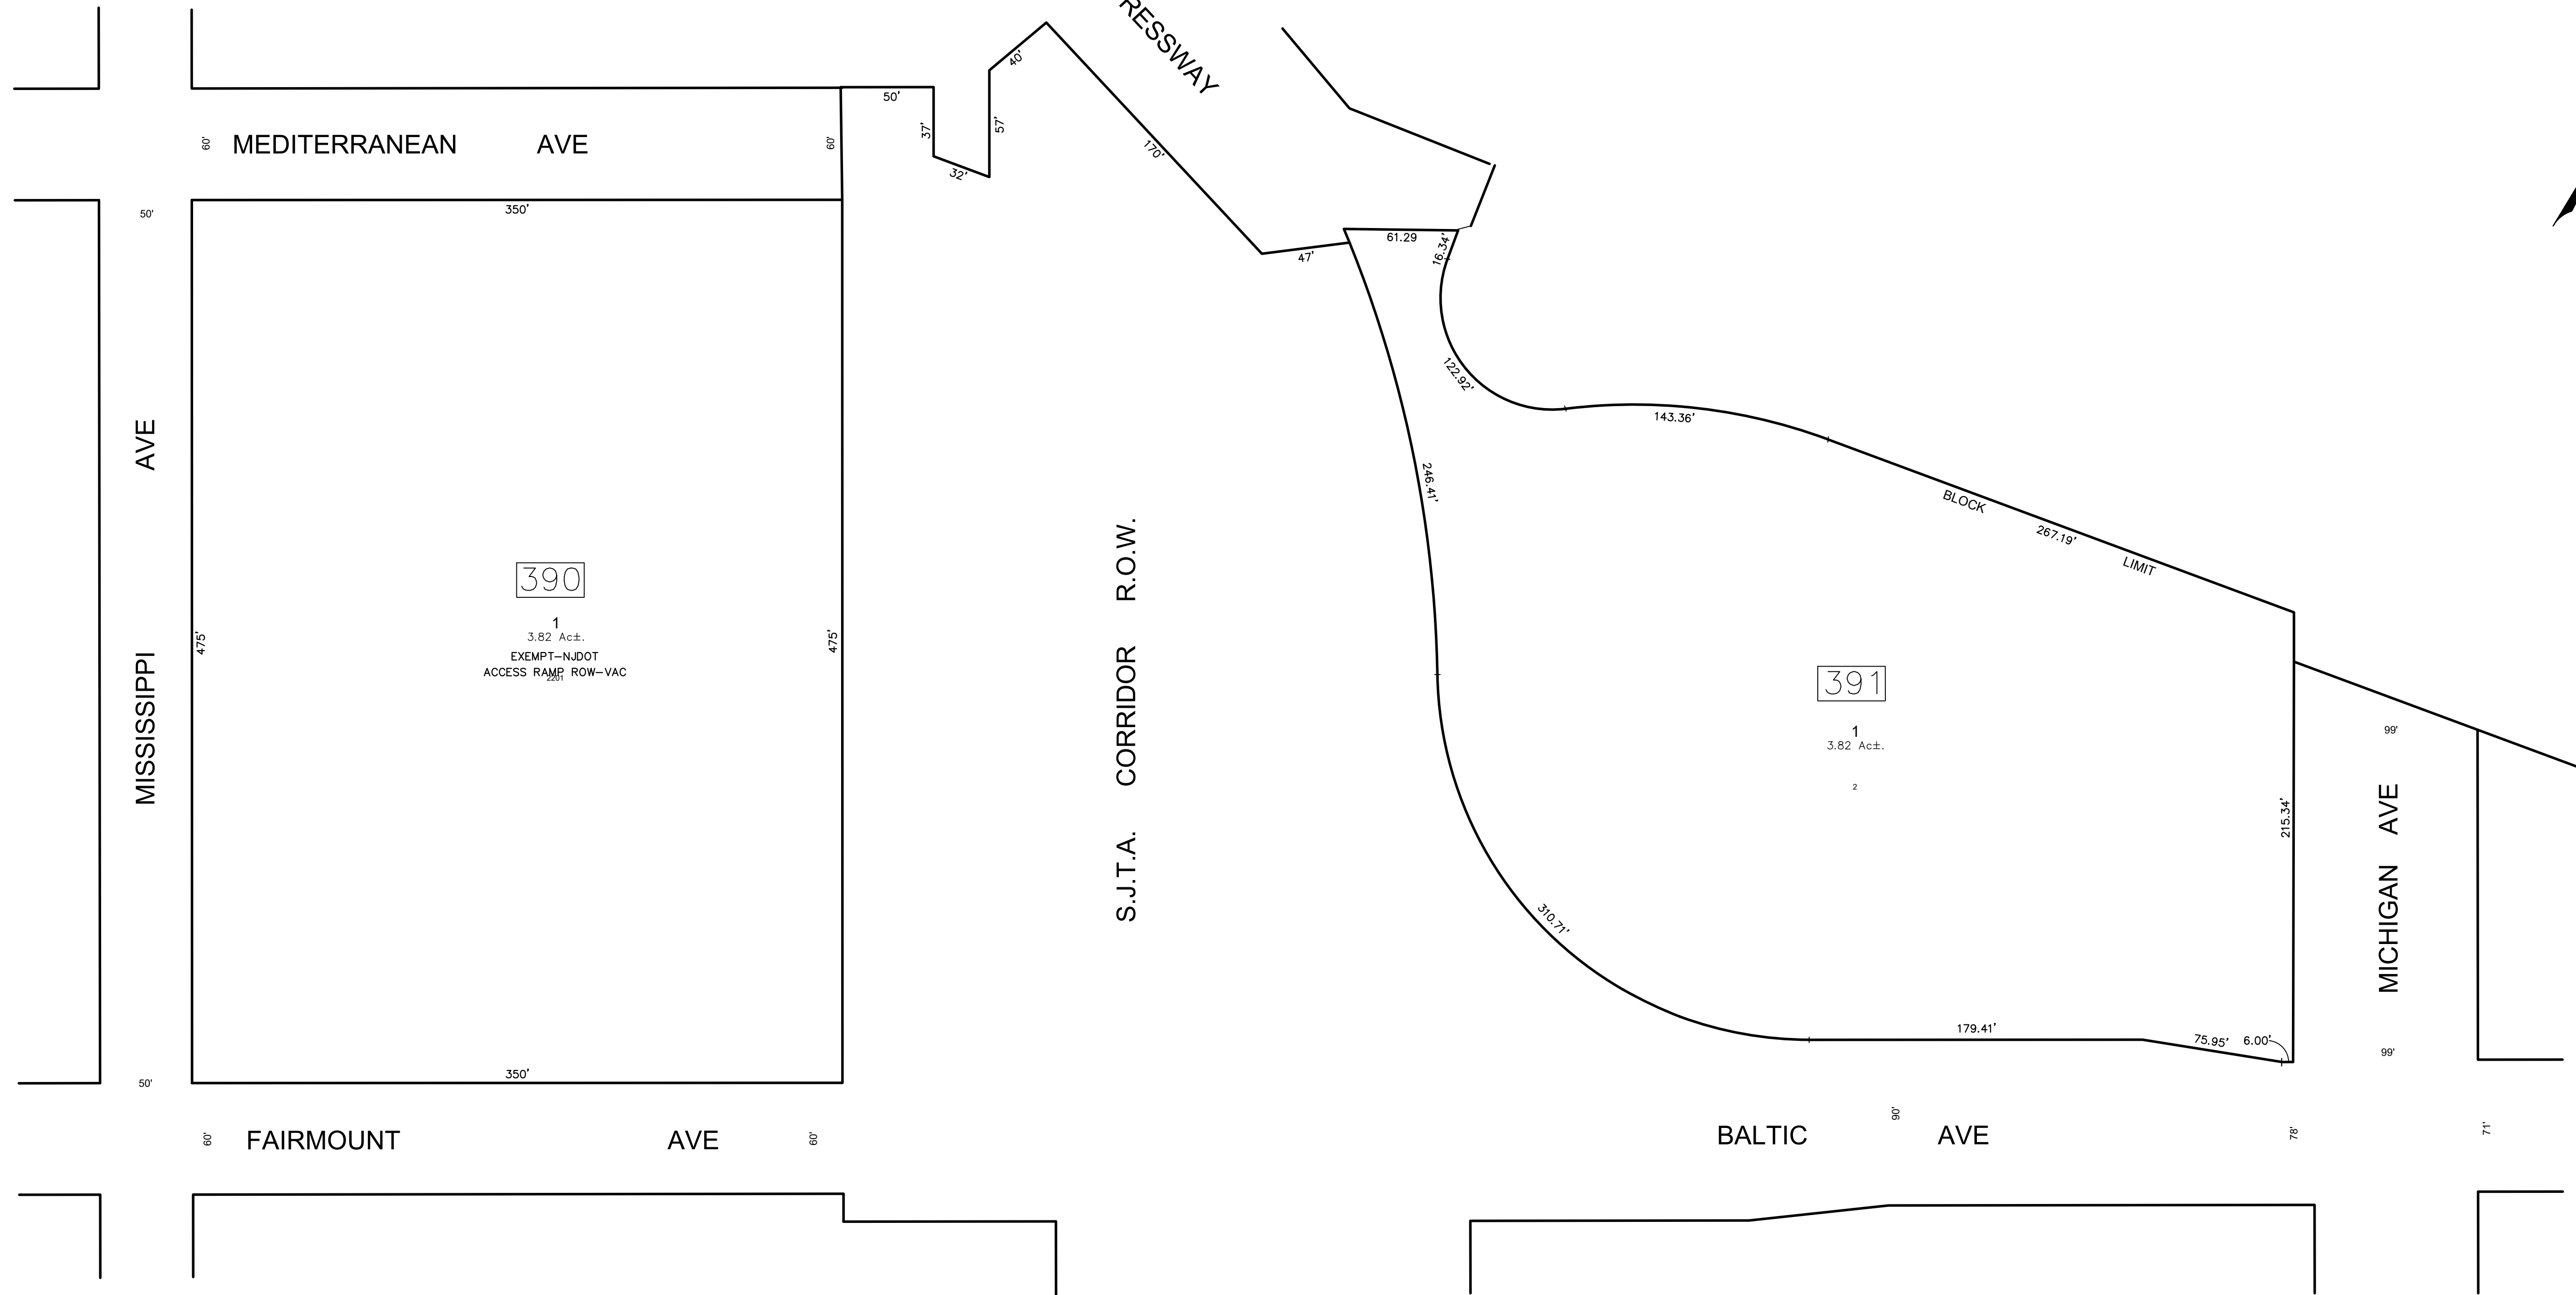 RESSWAY
40'
50'
60'
MEDITERRANEAN AVE
60'
37'
57'
170'
32'
50'
350'
61.29
16.34'
47'
122.92'
143.36'
AVE
246.41'
BLOCK
267.19'
LIMIT
S.J.T.A. CORRIDOR R.O.W.
390
1
3.82 Ac±.
EXEMPT-NJDOT
ACCESS RAMP ROW-VAC
2201
475'
475'
MISSISSIPPI
391
1
3.82 Ac±.
2
99'
215.34'
MICHIGAN AVE
310.71'
179.41'
75.95'
6.00'
99'
350'
50'
60'
FAIRMOUNT AVE
60'
BALTIC AVE
90'
78'
71'